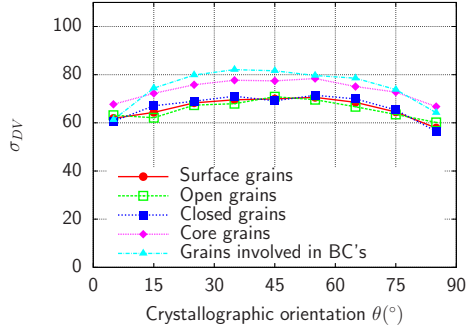 100
80
60
40
20
0
σ_DV
Surface grains
Open grains
Closed grains
Core grains
Grains involved in BC's
0 15 30 45 60 75 90
Crystallographic orientation θ(°)